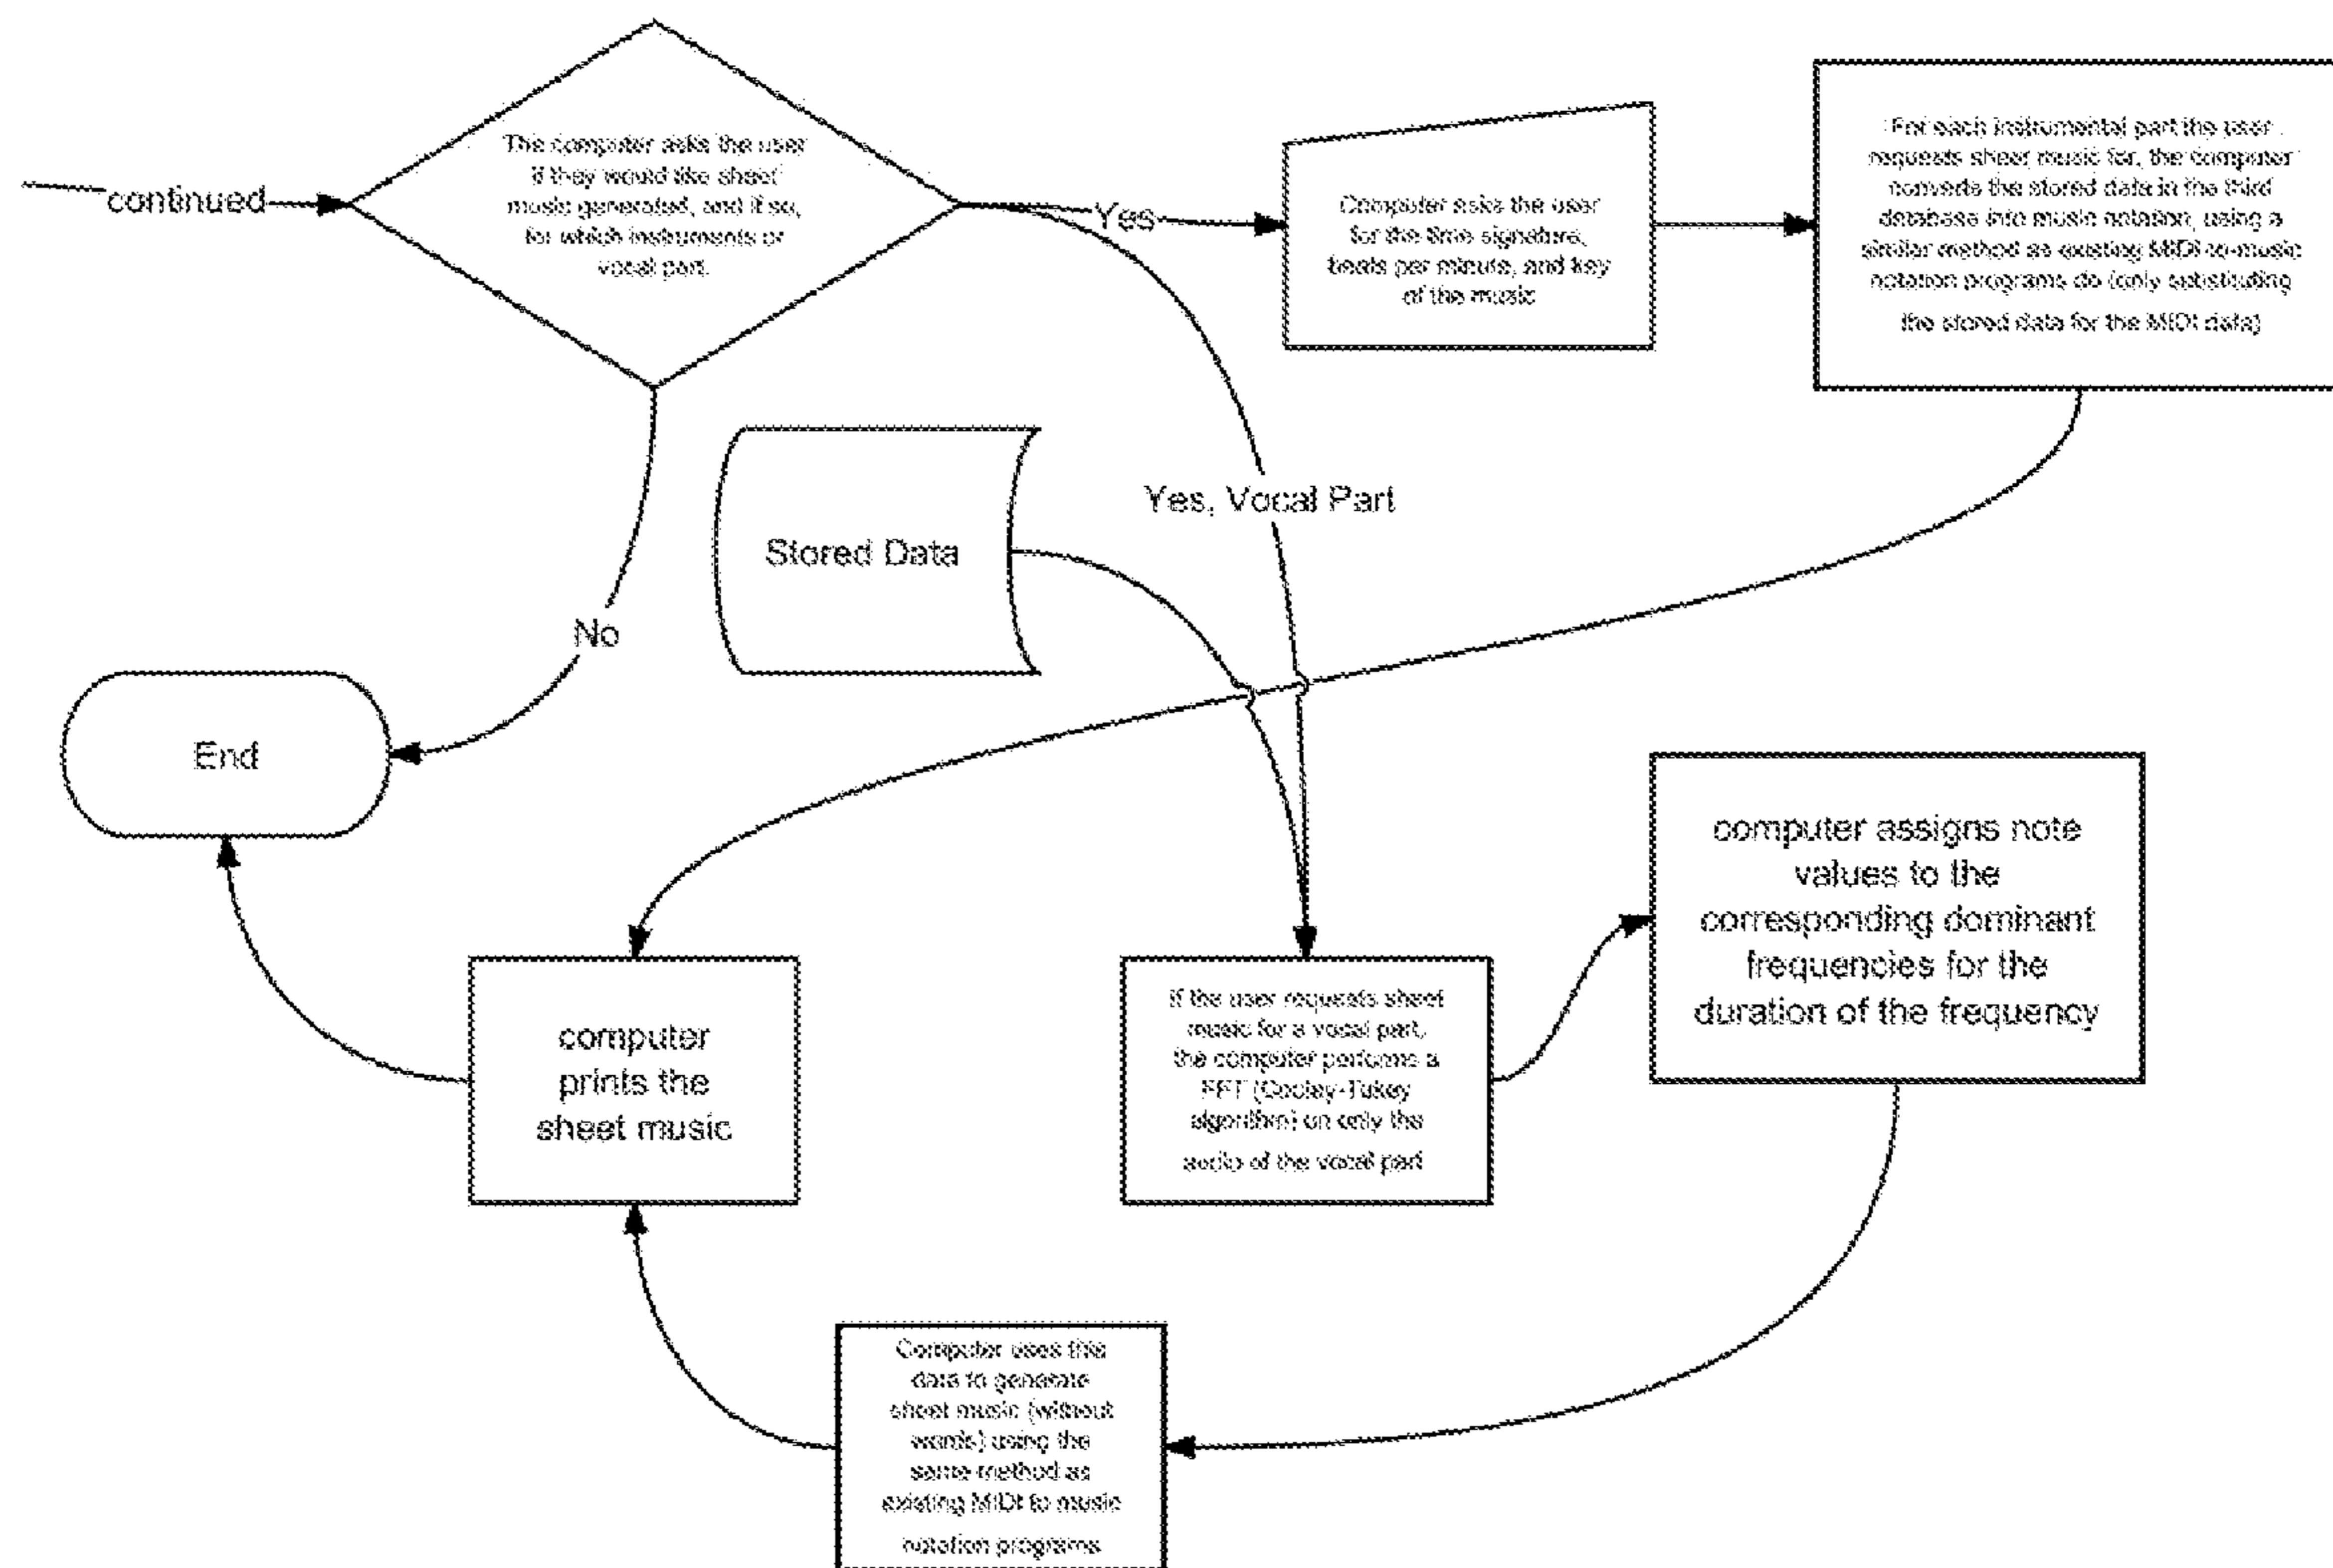 continued
The computer asks the user
if they would like sheet
music generated, and if so,
for which instruments or
vocal part.
Yes
Computer asks the user
for the time signature,
beats per minute, and key
of the music
For each instrumental part the user
requests sheet music for, the computer
converts the stored data in the third
database into music notation, using a
similar method as existing MIDI-to-music
notation programs do (only substituting
the stored data for the MIDI data)
Yes, Vocal Part
Stored Data
No
End
computer assigns note
values to the
corresponding dominant
frequencies for the
duration of the frequency
computer
prints the
sheet music
If the user requests sheet
music for a vocal part,
the computer performs a
FFT (Cooley-Tukey
algorithm) on only the
audio of the vocal part
Computer uses this
data to generate
sheet music (without
words) using the
same method as
existing MIDI to music
notation programs